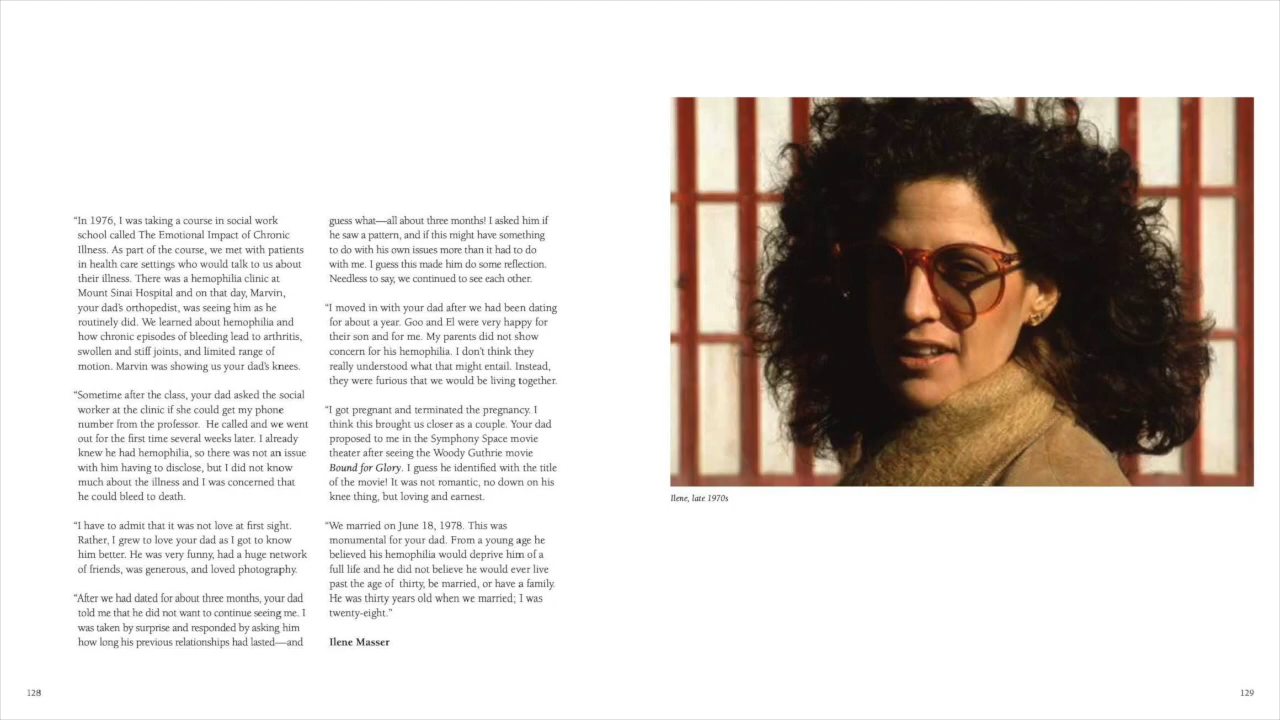 “In 1976, I was taking a course in social work
school called The Emotional Impact of Chronic
Illness. As part of the course, we met with patients
in health care settings who would talk to us about
their illness. There was a hemophilia clinic at
Mount Sinai Hospital and on that day, Marvin,
your dad’s orthopedist, was seeing him as he
routinely did. We learned about hemophilia and
how chronic episodes of bleeding lead to arthritis,
swollen and stiff joints, and limited range of
motion. Marvin was showing us your dad’s knees.
“Sometime after the class, your dad asked the social
worker at the clinic if she could get my phone
number from the professor. He called and we went
out for the first time several weeks later. I already
knew he had hemophilia, so there was not an issue
with him having to disclose, but I did not know
much about the illness and I was concerned that
he could bleed to death.
“I have to admit that it was not love at first sight.
Rather, I grew to love your dad as I got to know
him better. He was very funny, had a huge network
of friends, was generous, and loved photography.
“After we had dated for about three months, your dad
told me that he did not want to continue seeing me. I
was taken by surprise and responded by asking him
how long his previous relationships had lasted—and
guess what—all about three months! I asked him if
he saw a pattern, and if this might have something
to do with his own issues more than it had to do
with me. I guess this made him do some reflection.
Needless to say, we continued to see each other.
“I moved in with your dad after we had been dating
for about a year. Goo and El were very happy for
their son and for me. My parents did not show
concern for his hemophilia. I don’t think they
really understood what that might entail. Instead,
they were furious that we would be living together.
“I got pregnant and terminated the pregnancy. I
think this brought us closer as a couple. Your dad
proposed to me in the Symphony Space movie
theater after seeing the Woody Guthrie movie
Bound for Glory. I guess he identified with the title
of the movie! It was not romantic, no down on his
knee thing, but loving and earnest.
“We married on June 18, 1978. This was
monumental for your dad. From a young age he
believed his hemophilia would deprive him of a
full life and he did not believe he would ever live
past the age of thirty, be married, or have a family.
He was thirty years old when we married; I was
twenty-eight.”
Ilene Masser
Ilene, late 1970s
128
129